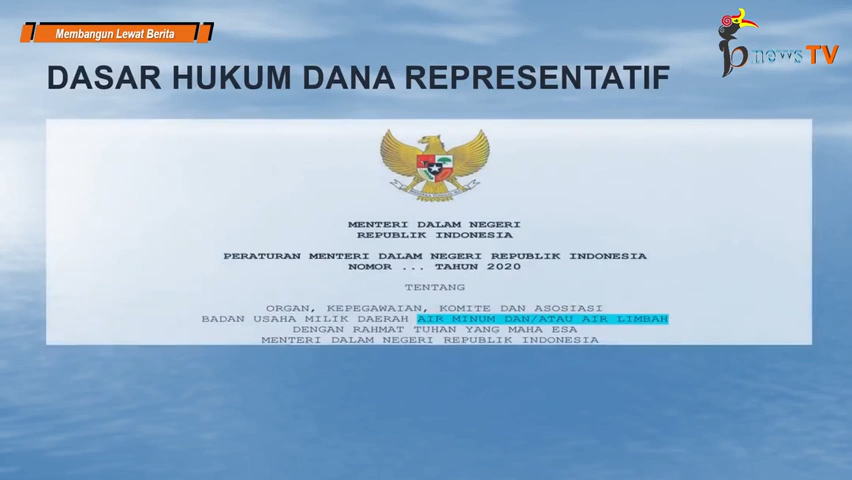 Membangun Lewat Berita
bnewsTV
DASAR HUKUM DANA REPRESENTATIF
MENTERI DALAM NEGERI
REPUBLIK INDONESIA
PERATURAN MENTERI DALAM NEGERI REPUBLIK INDONESIA
NOMOR ... TAHUN 2020
TENTANG
ORGAN, KEPEGAWAIAN, KOMITE DAN ASOSIASI
BADAN USAHA MILIK DAERAH AIR MINUM DAN/ATAU AIR LIMBAH
DENGAN RAHMAT TUHAN YANG MAHA ESA
MENTERI DALAM NEGERI REPUBLIK INDONESIA